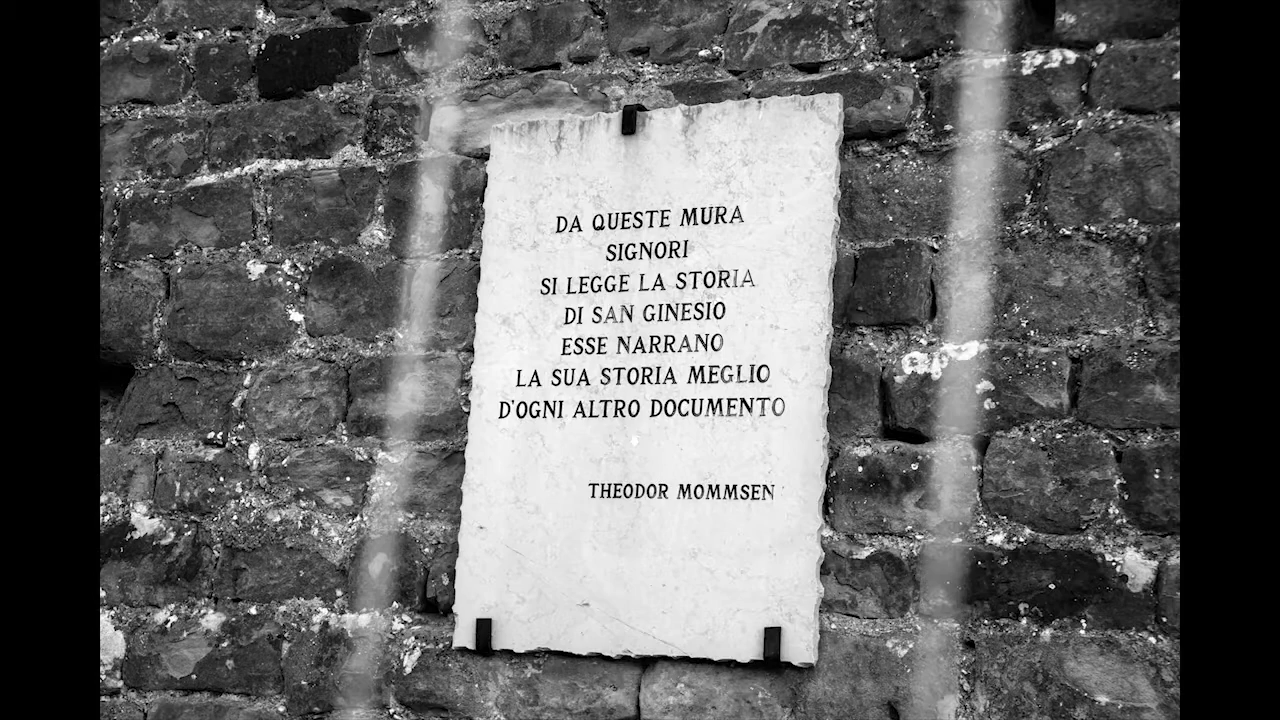 DA QUESTE MURA
SIGNORI
SI LEGGE LA STORIA
DI SAN GINESIO
ESSE NARRANO
LA SUA STORIA MEGLIO
D'OGNI ALTRO DOCUMENTO
THEODOR MOMMSEN